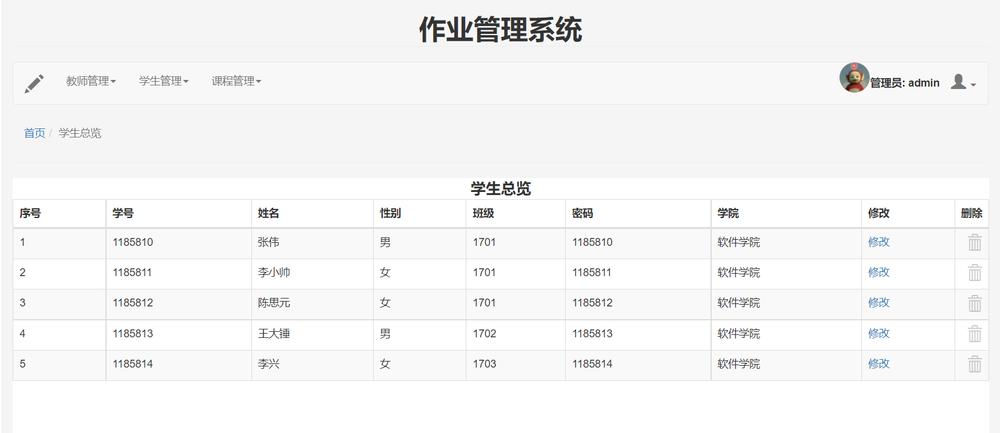 作业管理系统
教师管理 学生管理 课程管理 管理员: admin
首页 / 学生总览
学生总览
序号 学号 姓名 性别 班级 密码 学院 修改 删除
1 1185810 张伟 男 1701 1185810 软件学院 修改
2 1185811 李小帅 女 1701 1185811 软件学院 修改
3 1185812 陈思元 女 1701 1185812 软件学院 修改
4 1185813 王大锤 男 1702 1185813 软件学院 修改
5 1185814 李兴 女 1703 1185814 软件学院 修改